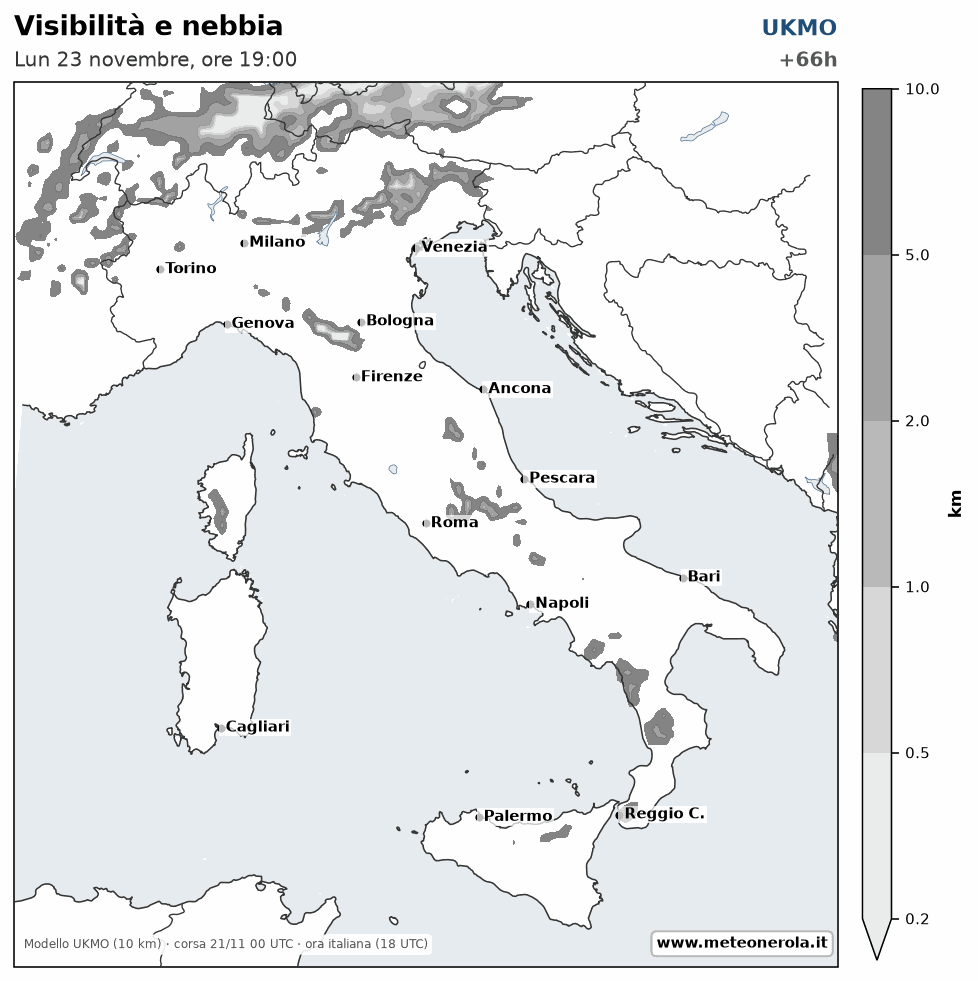 Visibilità e nebbia
UKMO
Lun 23 novembre, ore 19:00
+66h
10.0
Milano
Venezia
5.0
Torino
Bologna
Genova
Firenze
Ancona
2.0
Pescara
km
Roma
Bari
1.0
Napoli
Cagliari
0.5
Reggio C.
Palermo
0.2
Modello UKMO (10 km) · corsa 21/11 00 UTC · ora italiana (18 UTC)
www.meteonerola.it